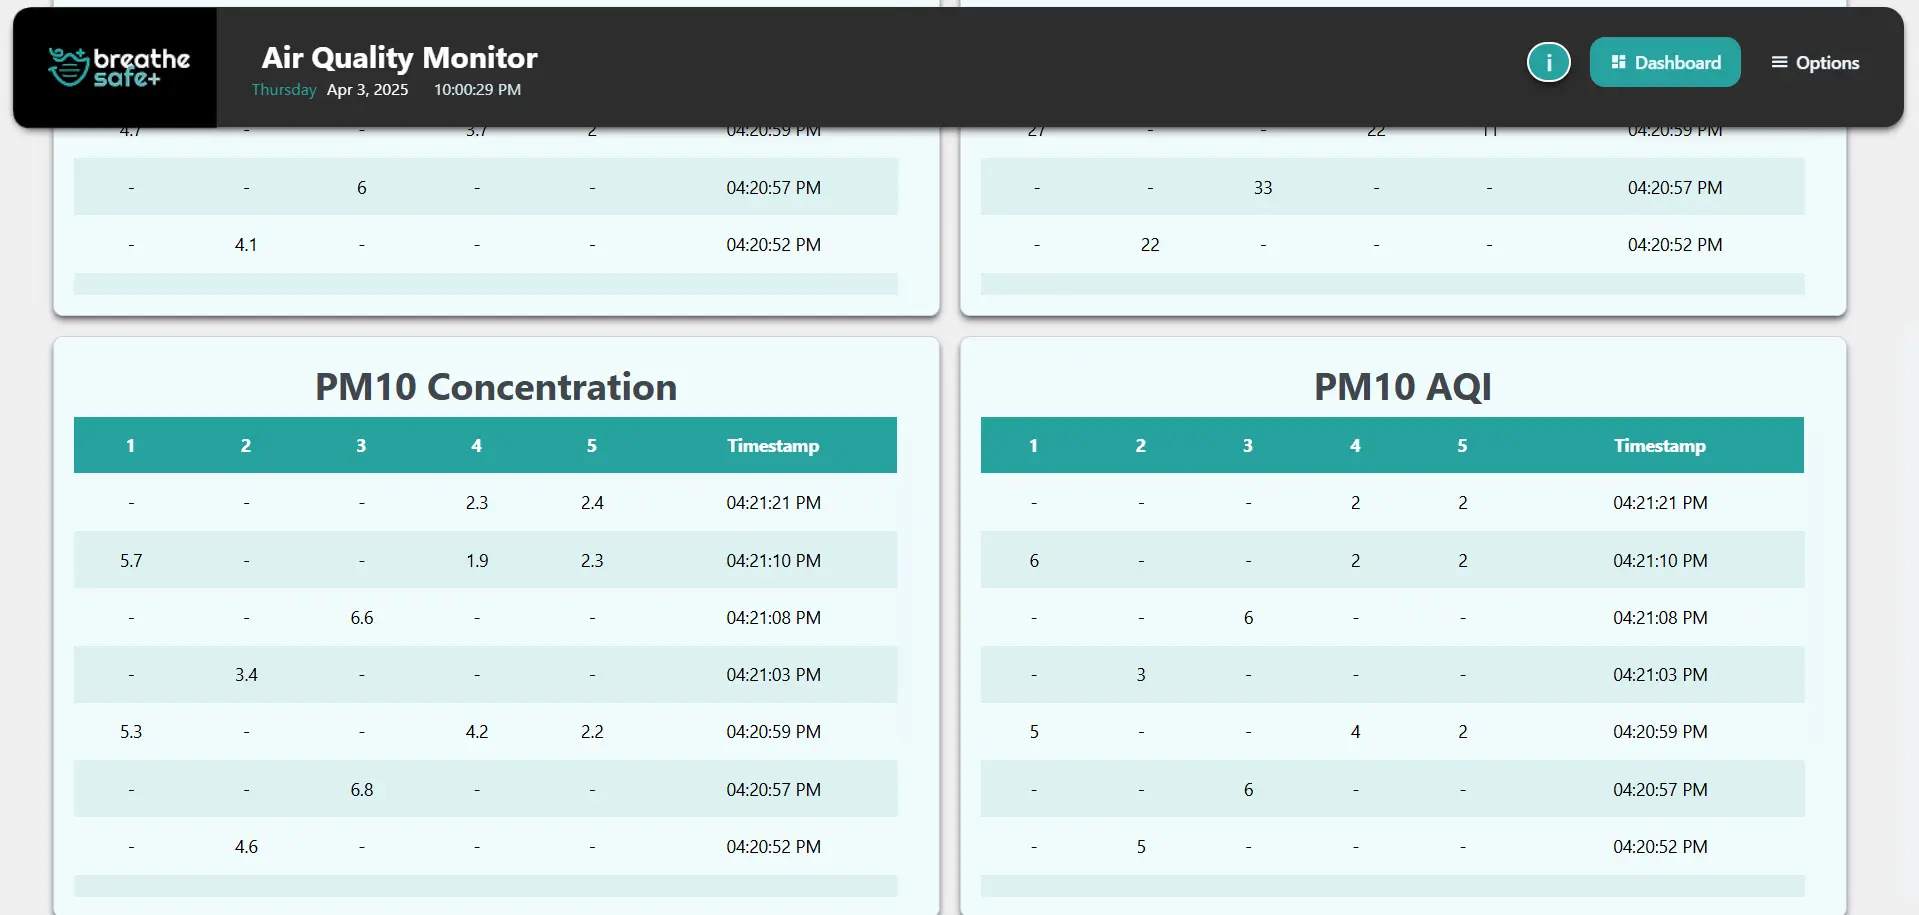 breathe
safe+
Air Quality Monitor
Thursday Apr 3, 2025 10:00:29 PM
i
Dashboard
Options
4.7 - - 3.7 2 04:20:59 PM
- - 6 - - 04:20:57 PM
- 4.1 - - - 04:20:52 PM
27 - - 22 11 04:20:59 PM
- - 33 - - 04:20:57 PM
- 22 - - - 04:20:52 PM
PM10 Concentration
1 2 3 4 5 Timestamp
- - - 2.3 2.4 04:21:21 PM
5.7 - - 1.9 2.3 04:21:10 PM
- - 6.6 - - 04:21:08 PM
- 3.4 - - - 04:21:03 PM
5.3 - - 4.2 2.2 04:20:59 PM
- - 6.8 - - 04:20:57 PM
- 4.6 - - - 04:20:52 PM
PM10 AQI
1 2 3 4 5 Timestamp
- - - 2 2 04:21:21 PM
6 - - 2 2 04:21:10 PM
- - 6 - - 04:21:08 PM
- 3 - - - 04:21:03 PM
5 - - 4 2 04:20:59 PM
- - 6 - - 04:20:57 PM
- 5 - - - 04:20:52 PM